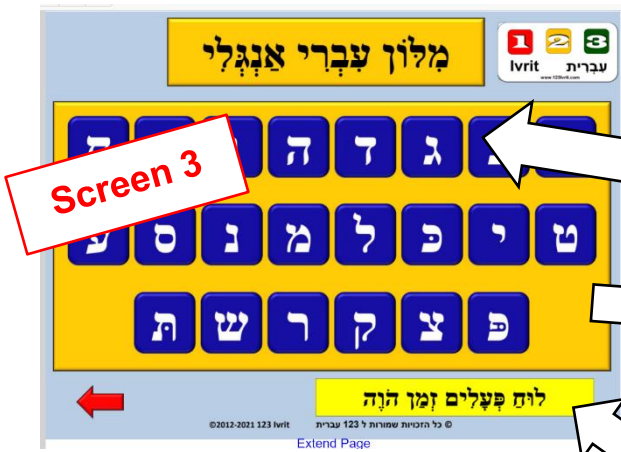 מִלּוֹן עִבְרִי אַנְגְּלִי
1 2 3
Ivrit עִבְרִית
www.123ivrit.com
ג ד ה
Screen 3
ט י כּ ל מ נ ס ע
פּ צ ק ר שׁ תּ
לוּחַ פְּעָלִים זְמַן הֹוֶה
© כל הזכויות שמורות ל 123 עברית ©2012-2021 123 Ivrit
Extend Page